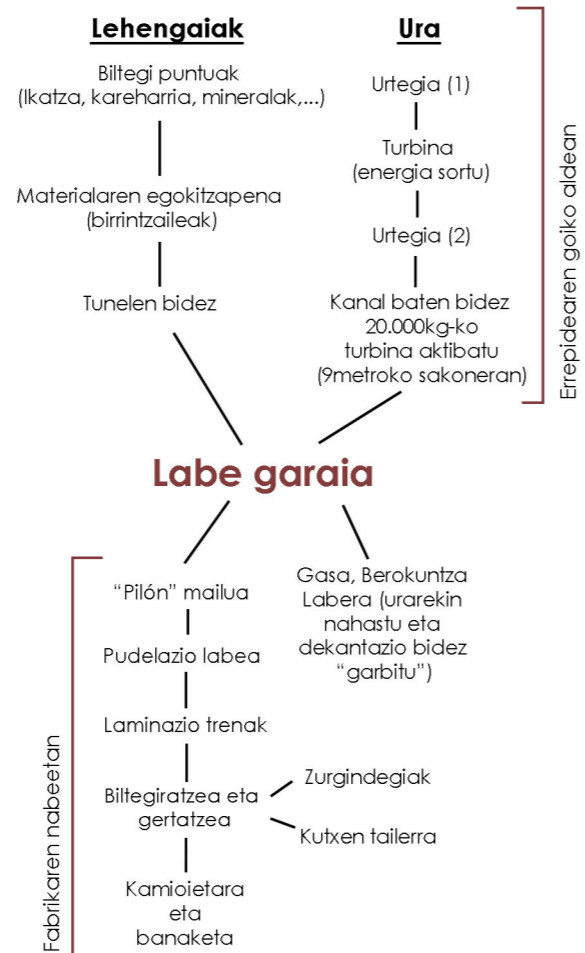 Lehengaiak
Biltegi puntuak
(Ikatza, kareharria, mineralak,...)
Materialaren egokitzapena
(birrintzaileak)
Tunelen bidez
Ura
Urtegia (1)
Turbina
(energia sortu)
Urtegia (2)
Kanal baten bidez
20.000kg-ko
turbina aktibatu
(9metroko sakoneran)
Errepidearen goiko aldean
Labe garaia
“Pilón” mailua
Pudelazio labea
Laminazio trenak
Biltegiratzea eta
gertatzea
Zurgindegiak
Kutxen tailerra
Kamioietara
eta
banaketa
Fabrikaren nabeetan
Gasa, Berokuntza
Labera (urarekin
nahastu eta
dekantazio bidez
“garbitu”)